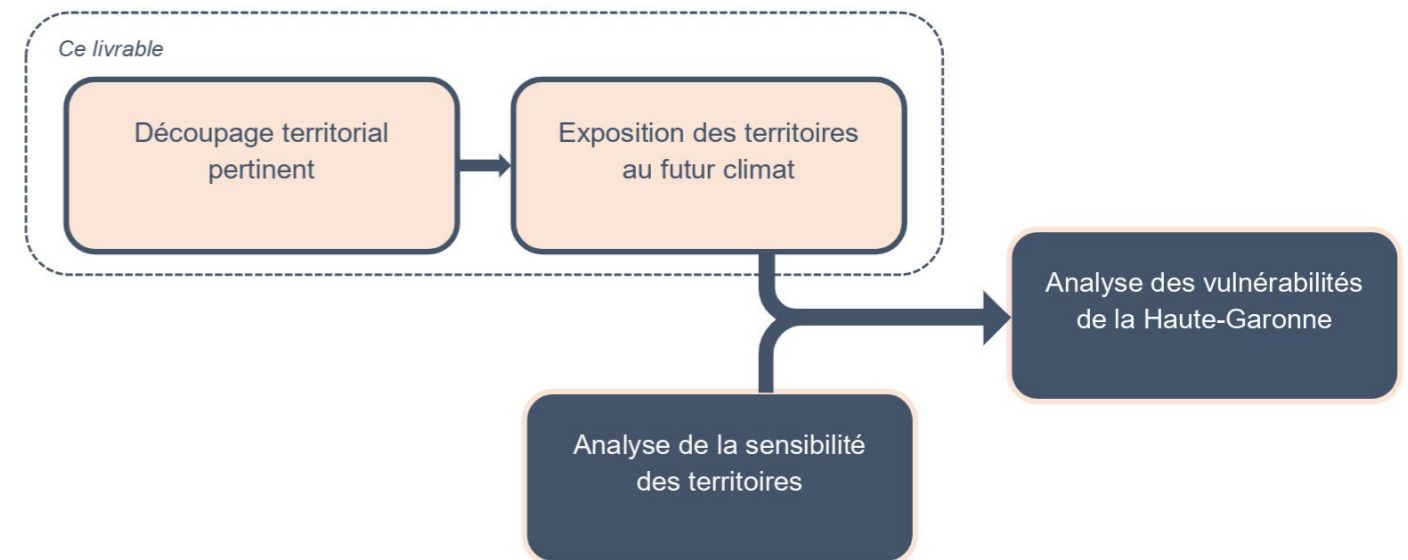 Ce livrable
Découpage territorial
pertinent
Exposition des territoires
au futur climat
Analyse des vulnérabilités
de la Haute-Garonne
Analyse de la sensibilité
des territoires